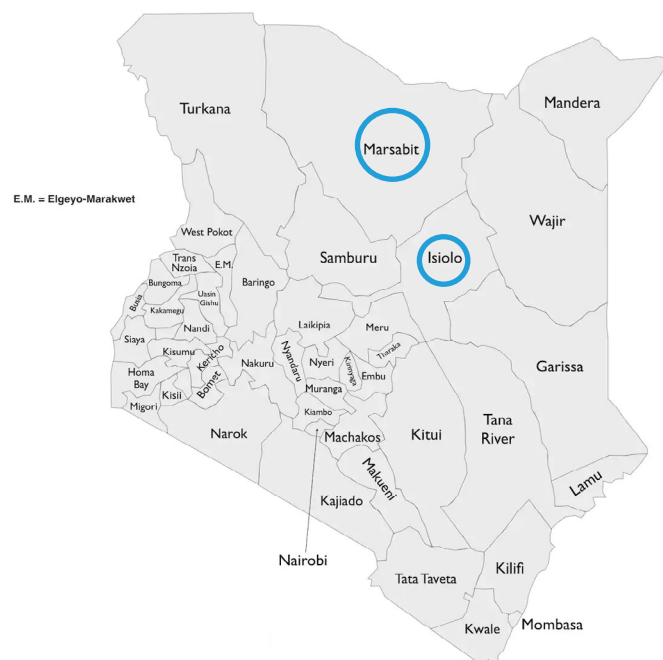 Mandera
Turkana
Marsabit
E.M. = Elgeyo-Marakwet
Wajir
West Pokot
Samburu
Isiolo
Trans
Nzoia
E.M.
Baringo
Bungoma
Uasin
Gishu
Busia
Kakamegu
Laikipia
Meru
Nandi
Siaya
Kisumu
Kericho
Nyandaru
Tharaka
Nakuru
Nyeri
Kirinyaga
Embu
Garissa
Homa
Bay
Bomet
Muranga
Kisii
Migori
Kiambo
Narok
Machakos
Kitui
Tana
River
Makueni
Lamu
Kajiado
Nairobi
Kilifi
Tata Taveta
Kwale
Mombasa